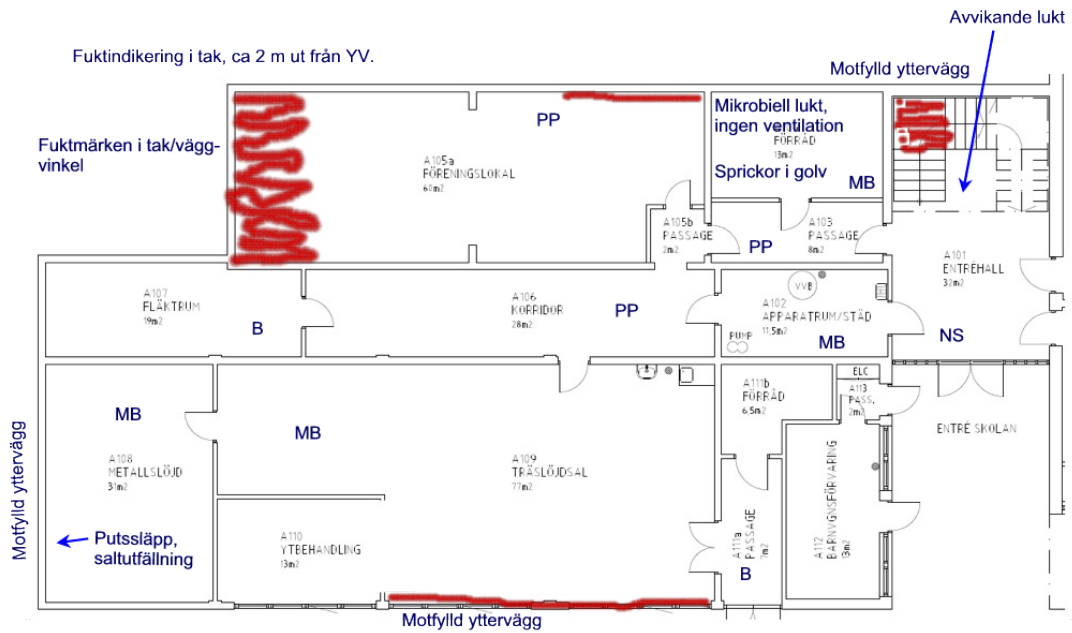 Avvikande lukt
Fuktindikering i tak, ca 2 m ut från YV.
Motfylld yttervägg
Fuktmärken i tak/vägg-
vinkel
PP
Mikrobiell lukt,
ingen ventilation
FÖRRÅD
13m2
Sprickor i golv
MB
A105a
FÖRENINGSLOKAL
60m2
A105b
PASSAGE
2m2
PP
A103
PASSAGE
8m2
A101
ENTRÉHALL
32m2
NS
A107
FLÄKTRUM
19m2
B
A106
KORRIDOR
28m2
PP
VVB
A102
APPARATRUM/STÄD
11,5m2
PUMP
MB
Motfylld yttervägg
MB
A108
METALLSLÖJD
31m2
Putssläpp,
saltutfällning
MB
A109
TRÄSLÖJDSAL
77m2
A110
YTBEHANDLING
13m2
A111b
FÖRRÅD
6.5m2
ELC
A113
PASS.
2m2
ENTRÉ SKOLAN
A111a
PASSAGE
7m2
B
A112
BARNVGNSFÖRVARING
13m2
Motfylld yttervägg